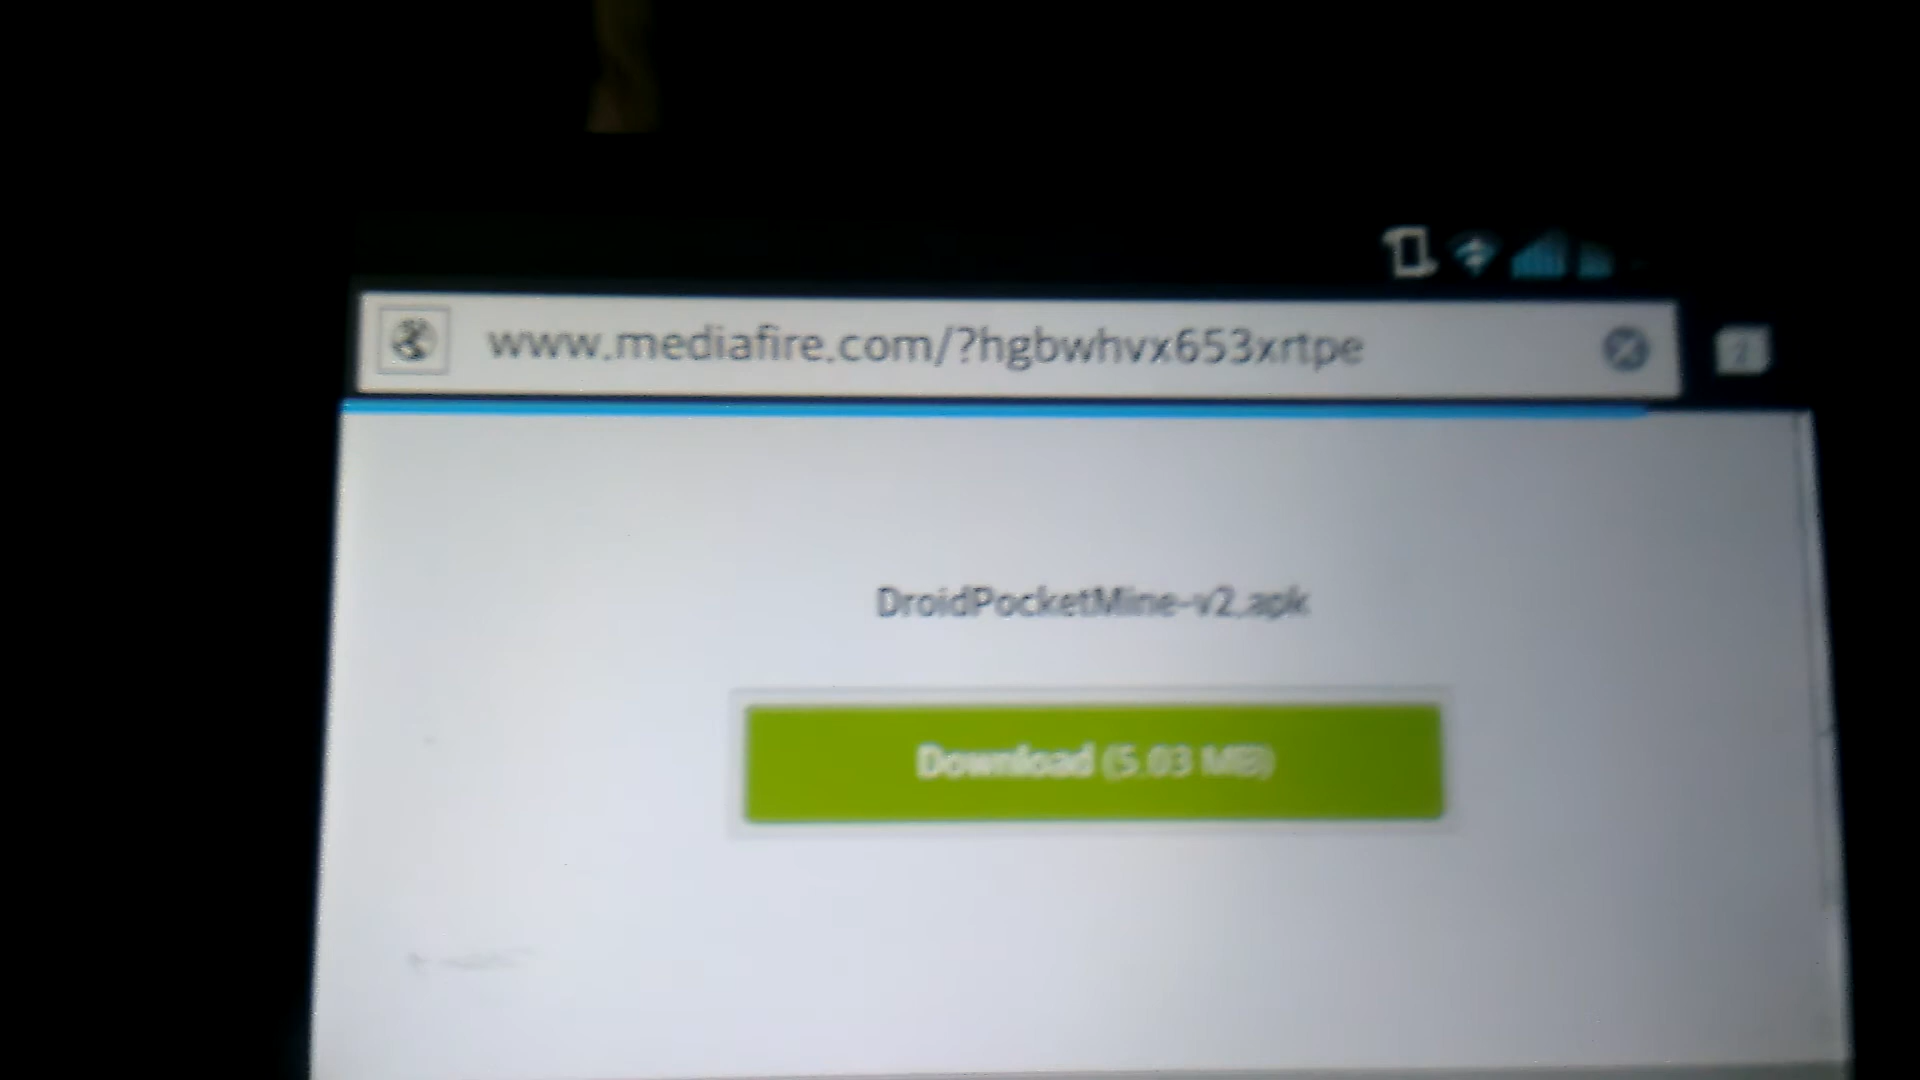 www.mediafire.com/?hgbwhvx653xrtpe
DroidPocketMine-v2.apk
Download (5.03 MB)